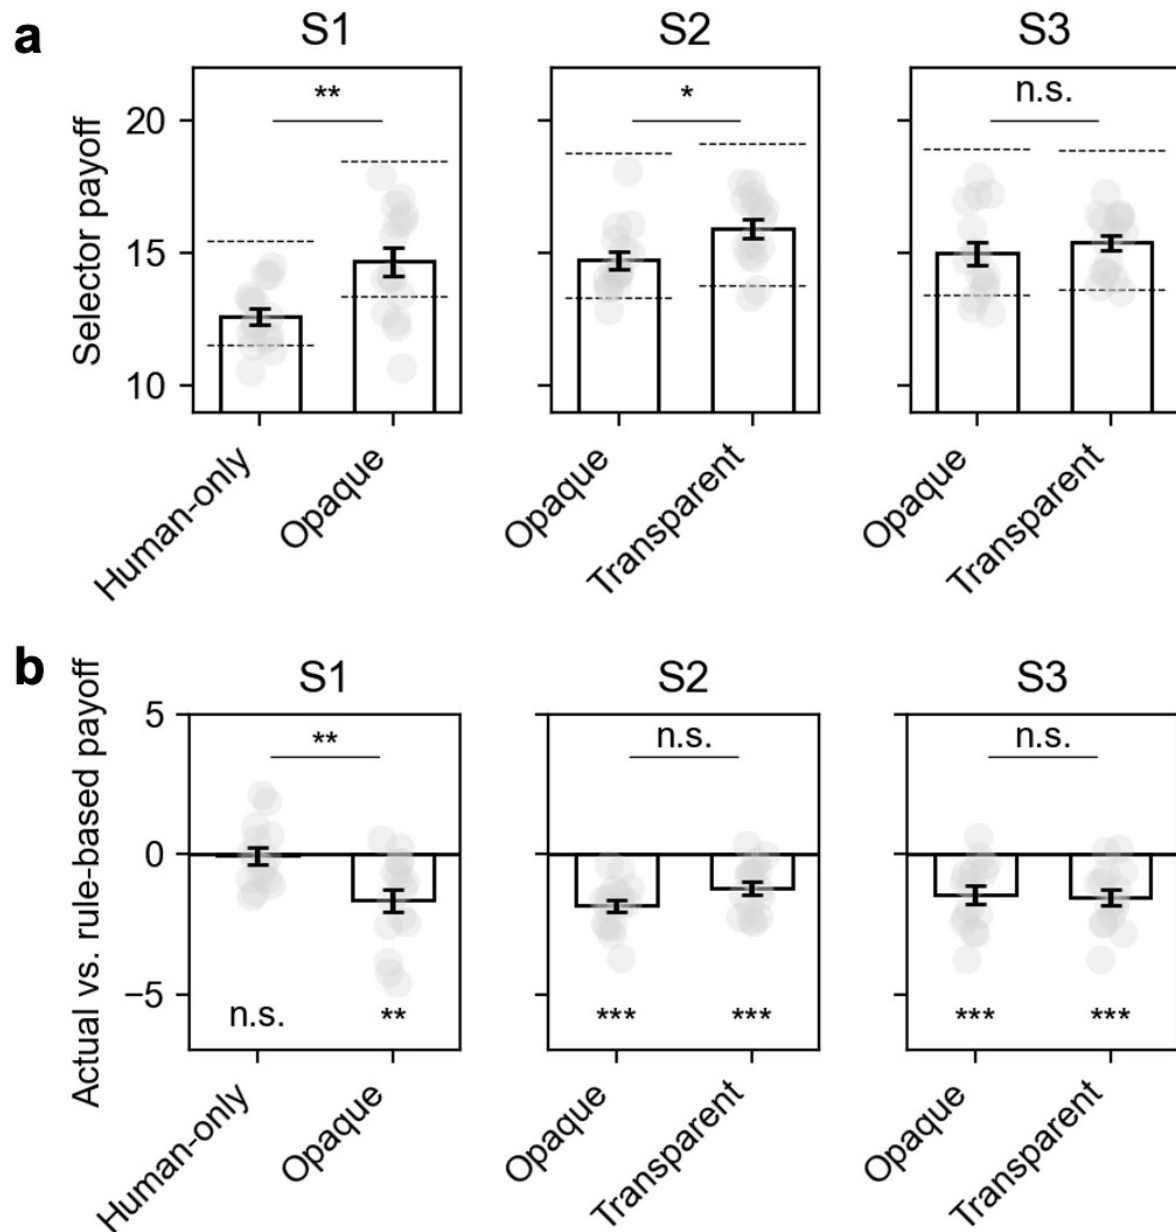 a
S1
S2
S3
Selector payoff
20
15
10
**
*
n.s.
Human-only
Opaque
Opaque
Transparent
Opaque
Transparent
b
S1
S2
S3
Actual vs. rule-based payoff
5
0
−5
**
n.s.
n.s.
n.s.
**
***
***
***
***
Human-only
Opaque
Opaque
Transparent
Opaque
Transparent